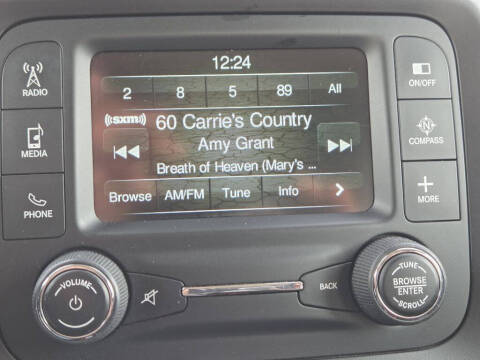 12:24
2 8 5 89 All
((sxm)) 60 Carrie's Country
Amy Grant
Breath of Heaven (Mary's ...
Browse AM/FM Tune Info
RADIO
MEDIA
PHONE
ON/OFF
COMPASS
MORE
VOLUME
BACK
TUNE
BROWSE
ENTER
SCROLL